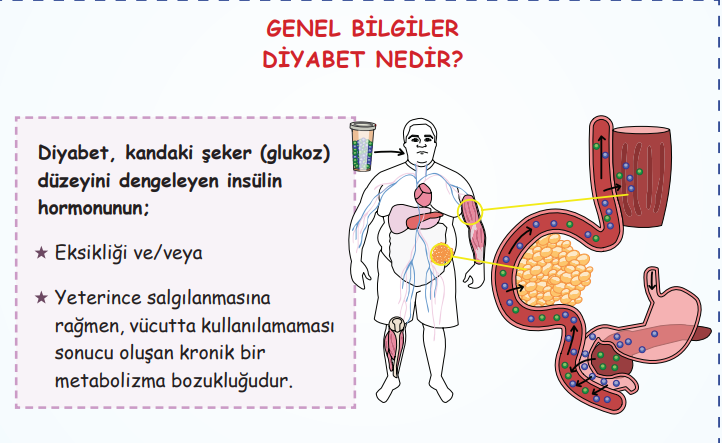 GENEL BİLGİLER
DİYABET NEDİR?
Diyabet, kandaki şeker (glukoz)
düzeyini dengeleyen insülin
hormonunun;
★ Eksikliği ve/veya
★ Yeterince salgılanmasına
rağmen, vücutta kullanılamaması
sonucu oluşan kronik bir
metabolizma bozukluğudur.